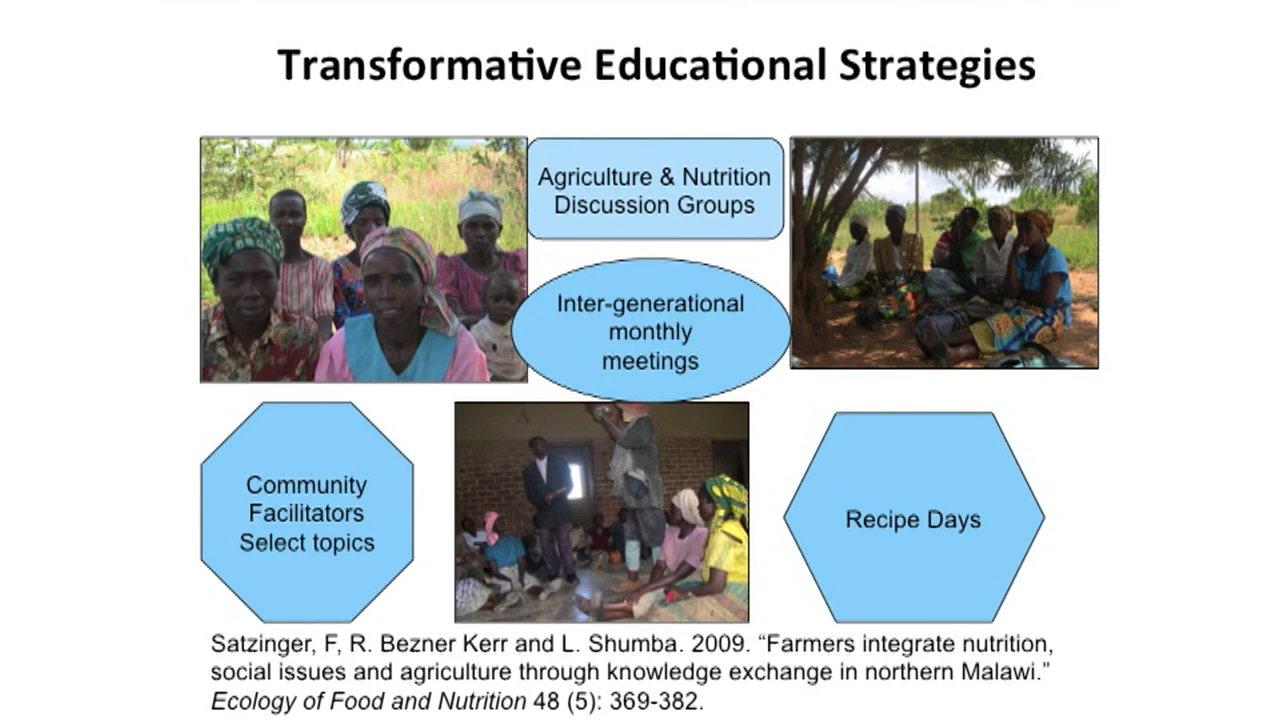 Transformative Educational Strategies
Agriculture & Nutrition
Discussion Groups
Inter-generational
monthly
meetings
Community
Facilitators
Select topics
Recipe Days
Satzinger, F, R. Bezner Kerr and L. Shumba. 2009. “Farmers integrate nutrition,
social issues and agriculture through knowledge exchange in northern Malawi.”
Ecology of Food and Nutrition 48 (5): 369-382.